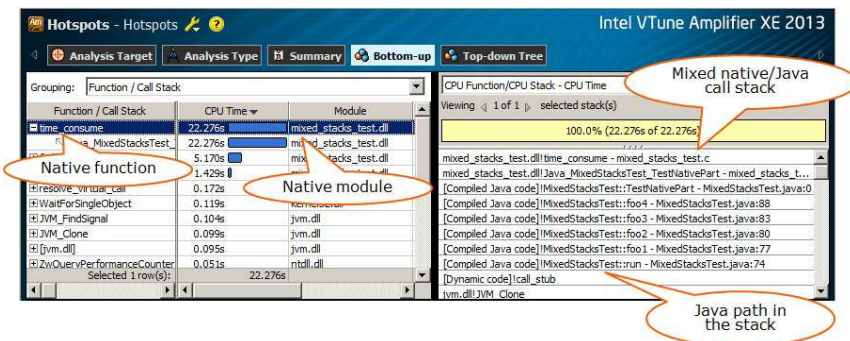 Hotspots - Hotspots
Intel VTune Amplifier XE 2013
Analysis Target
Analysis Type
Summary
Bottom-up
Top-down Tree
Grouping: Function / Call Stack
Function / Call Stack CPU Time Module
time_consume 22.276s mixed_stacks_test.dll
_MixedStacksTest_ 22.276s
5.170s
1.429s
resolve_virtual_call 0.172s
WaitForSingleObject 0.119s
JVM_FindSignal 0.104s jvm.dll
JVM_Clone 0.099s jvm.dll
[jvm.dll] 0.095s jvm.dll
ZwQueryPerformanceCounter 0.051s ntdll.dll
Selected 1 row(s): 22.276s
Native function
Native module
CPU Function/CPU Stack - CPU Time
Viewing 1 of 1 selected stack(s)
100.0% (22.276s of 22.276s)
mixed_stacks_test.dll!time_consume - mixed_stacks_test.c
mixed_stacks_test.dll!Java_MixedStacksTest_TestNativePart - mixed_stacks_t...
[Compiled Java code]!MixedStacksTest::TestNativePart - MixedStacksTest.java:0
[Compiled Java code]!MixedStacksTest::foo4 - MixedStacksTest.java:88
[Compiled Java code]!MixedStacksTest::foo3 - MixedStacksTest.java:83
[Compiled Java code]!MixedStacksTest::foo2 - MixedStacksTest.java:80
[Compiled Java code]!MixedStacksTest::foo1 - MixedStacksTest.java:77
[Compiled Java code]!MixedStacksTest::run - MixedStacksTest.java:74
[Dynamic code]!call_stub
jvm.dll!JVM_Clone
Mixed native/Java
call stack
Java path in
the stack